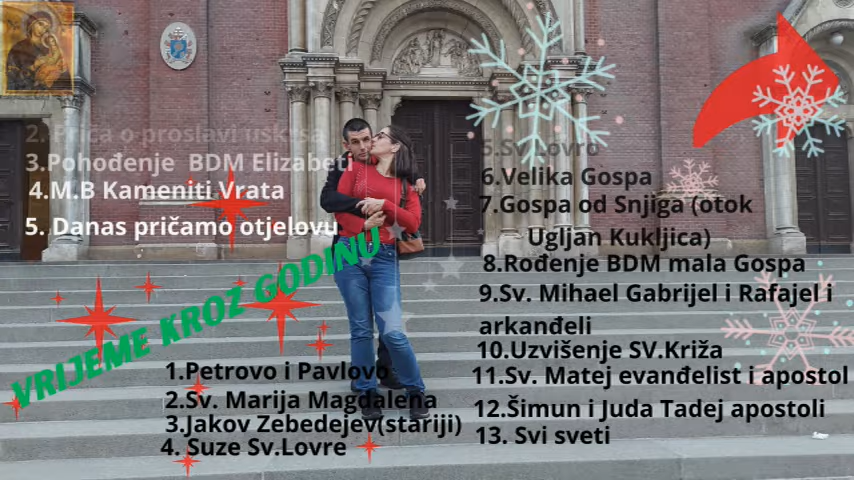 2. Priča o proslavi uskrsa
3.Pohođenje BDM Elizabeti
4.M.B Kameniti Vrata
5. Danas pričamo otjelovu
VRIJEME KROZ GODINU
1.Petrovo i Pavlovo
2.Sv. Marija Magdalena
3.Jakov Zebedejev(stariji)
4. Suze Sv.Lovre
5.Sv.Lovro
6.Velika Gospa
7.Gospa od Snjiga (otok
Ugljan Kukljica)
8.Rođenje BDM mala Gospa
9.Sv. Mihael Gabrijel i Rafajel i
arkanđeli
10.Uzvišenje SV.Križa
11.Sv. Matej evanđelist i apostol
12.Šimun i Juda Tadej apostoli
13. Svi sveti